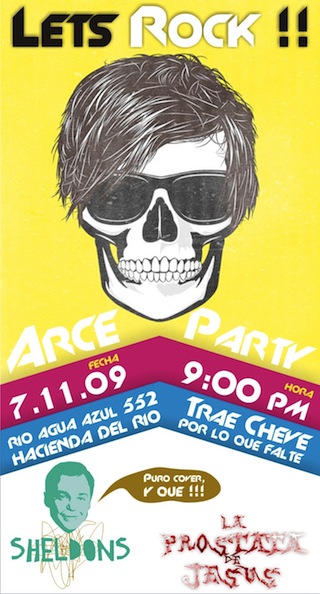 LETS ROCK !!
ARCE PARTY
FECHA
7.11.09
9:00 PM
HORA
RIO AGUA AZUL 552
HACIENDA DEL RIO
TRAE CHEVE
POR LO QUE FALTE
PURO COVER,
Y QUE !!!
SHELDONS
LA
PROSTATA
DE
JESUS